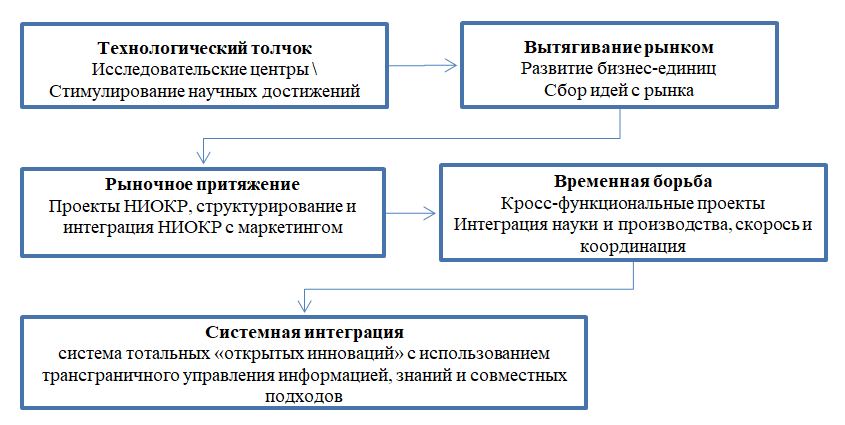 Технологический толчок
Исследовательские центры \
Стимулирование научных достижений
Вытягивание рынком
Развитие бизнес-единиц
Сбор идей с рынка
Рыночное притяжение
Проекты НИОКР, структурирование и
интеграция НИОКР с маркетингом
Временная борьба
Кросс-функциональные проекты
Интеграция науки и производства, скорось и
координация
Системная интеграция
система тотальных «открытых инноваций» с использованием
трансграничного управления информацией, знаний и совместных
подходов